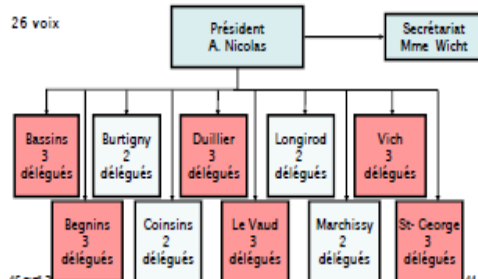 26 voix
Président
A. Nicolas
Secrétariat
Mme Wicht
Bassins
3
délégués
Burtigny
2
délégués
Duillier
3
délégués
Longirod
2
délégués
Vich
3
délégués
Begnins
3
délégués
Coinsins
2
délégués
Le Vaud
3
délégués
Marchissy
2
délégués
St- George
3
délégués